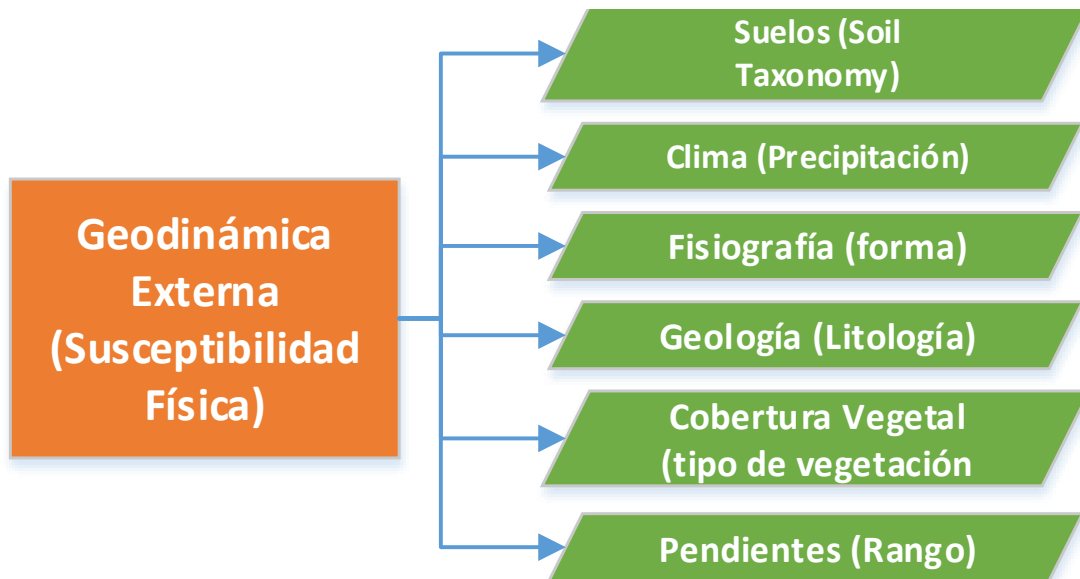 Geodinámica
Externa
(Susceptibilidad
Física)
Suelos (Soil
Taxonomy)
Clima (Precipitación)
Fisiografía (forma)
Geología (Litología)
Cobertura Vegetal
(tipo de vegetación
Pendientes (Rango)